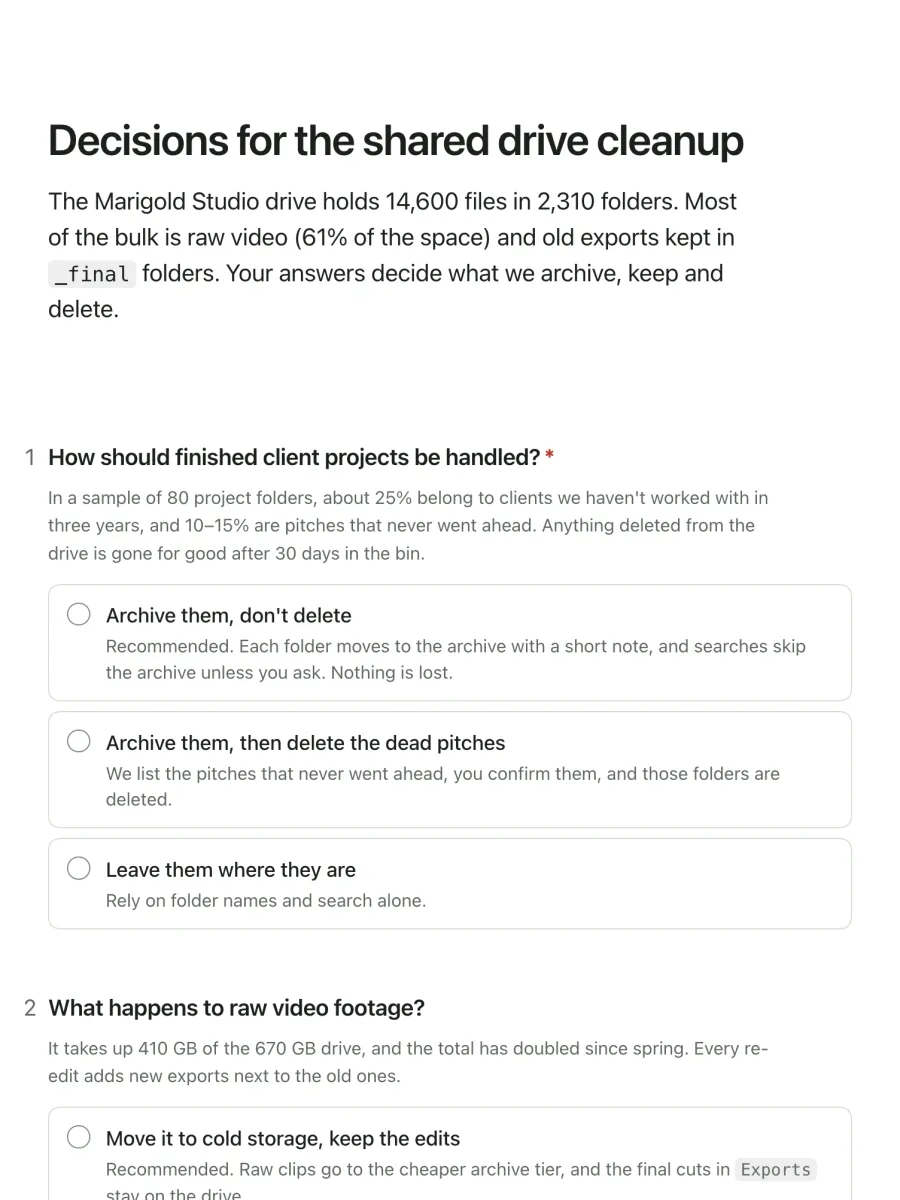 Decisions for the shared drive cleanup
The Marigold Studio drive holds 14,600 files in 2,310 folders. Most
of the bulk is raw video (61% of the space) and old exports kept in
_final folders. Your answers decide what we archive, keep and
delete.
1 How should finished client projects be handled? *
In a sample of 80 project folders, about 25% belong to clients we haven't worked with in
three years, and 10–15% are pitches that never went ahead. Anything deleted from the
drive is gone for good after 30 days in the bin.
Archive them, don't delete
Recommended. Each folder moves to the archive with a short note, and searches skip
the archive unless you ask. Nothing is lost.
Archive them, then delete the dead pitches
We list the pitches that never went ahead, you confirm them, and those folders are
deleted.
Leave them where they are
Rely on folder names and search alone.
2 What happens to raw video footage?
It takes up 410 GB of the 670 GB drive, and the total has doubled since spring. Every re-
edit adds new exports next to the old ones.
Move it to cold storage, keep the edits
Recommended. Raw clips go to the cheaper archive tier, and the final cuts in Exports
stay on the drive